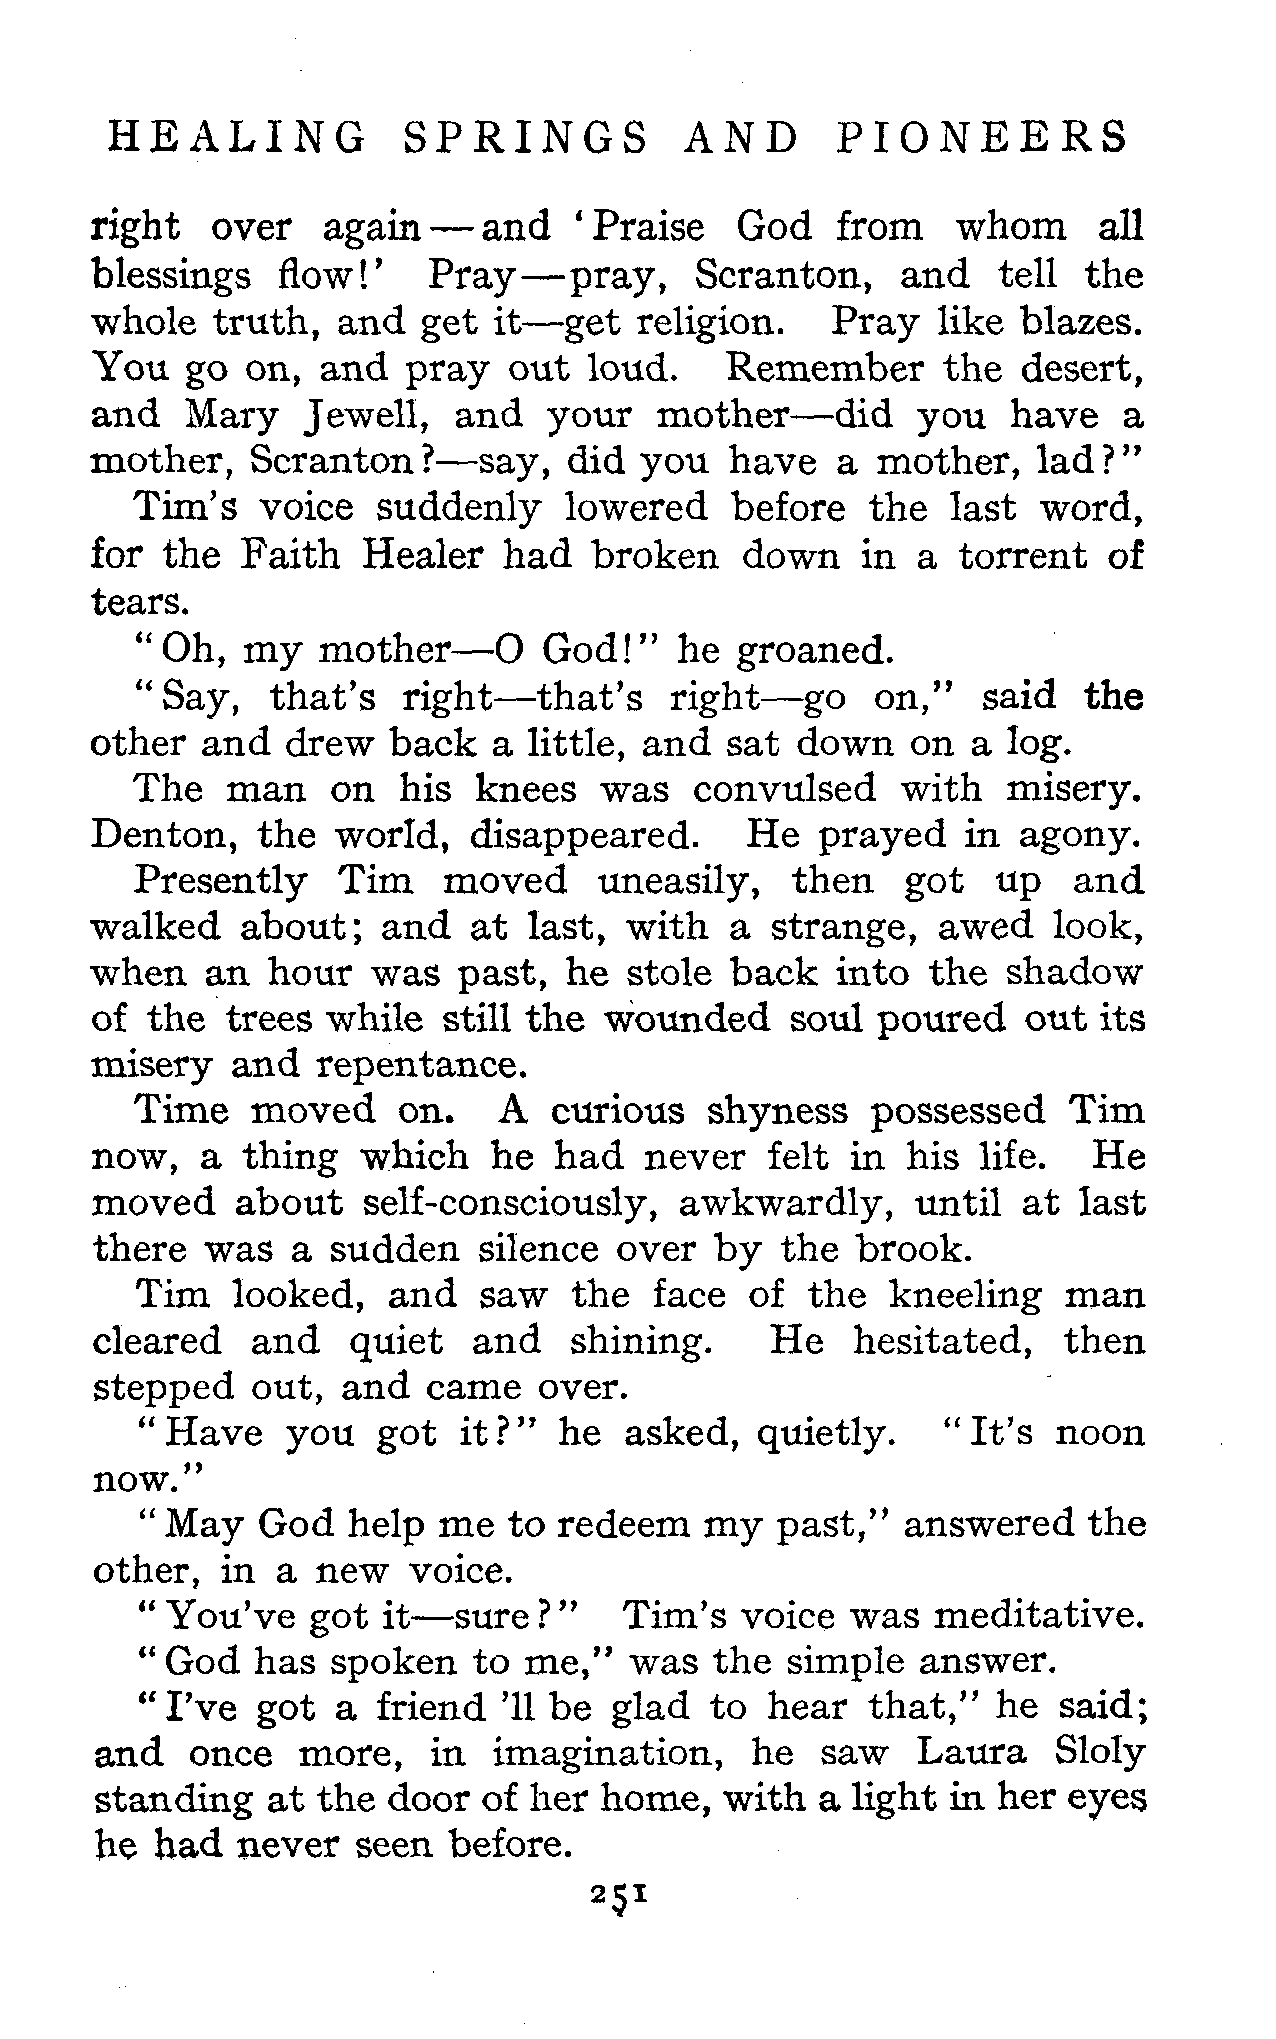 HEALING SPRINGS AND PIONEERS
right over again—and ‘Praise God from whom all
blessings flow!’ Pray—pray, Scranton, and tell the
whole truth, and get it—get religion. Pray like blazes.
You go on, and pray out loud. Remember the desert,
and Mary Jewell, and your mother—did you have a
mother, Scranton?—say, did you have a mother, lad?”
Tim’s voice suddenly lowered before the last word,
for the Faith Healer had broken down in a torrent of
tears.
“Oh, my mother—O God!” he groaned.
“Say, that’s right—that’s right—go on,” said the
other and drew back a little, and sat down on a log.
The man on his knees was convulsed with misery.
Denton, the world, disappeared. He prayed in agony.
Presently Tim moved uneasily, then got up and
walked about; and at last, with a strange, awed look,
when an hour was past, he stole back into the shadow
of the trees while still the wounded soul poured out its
misery and repentance.
Time moved on. A curious shyness possessed Tim
now, a thing which he had never felt in his life. He
moved about self-consciously, awkwardly, until at last
there was a sudden silence over by the brook.
Tim looked, and saw the face of the kneeling man
cleared and quiet and shining. He hesitated, then
stepped out, and came over.
“Have you got it?” he asked, quietly. “It’s noon
now.”
“May God help me to redeem my past,” answered the
other, in a new voice.
“You’ve got it—sure?” Tim’s voice was meditative.
“God has spoken to me,” was the simple answer.
“I’ve got a friend ’ll be glad to hear that,” he said;
and once more, in imagination, he saw Laura Sloly
standing at the door of her home, with a light in her eyes
he had never seen before.
251